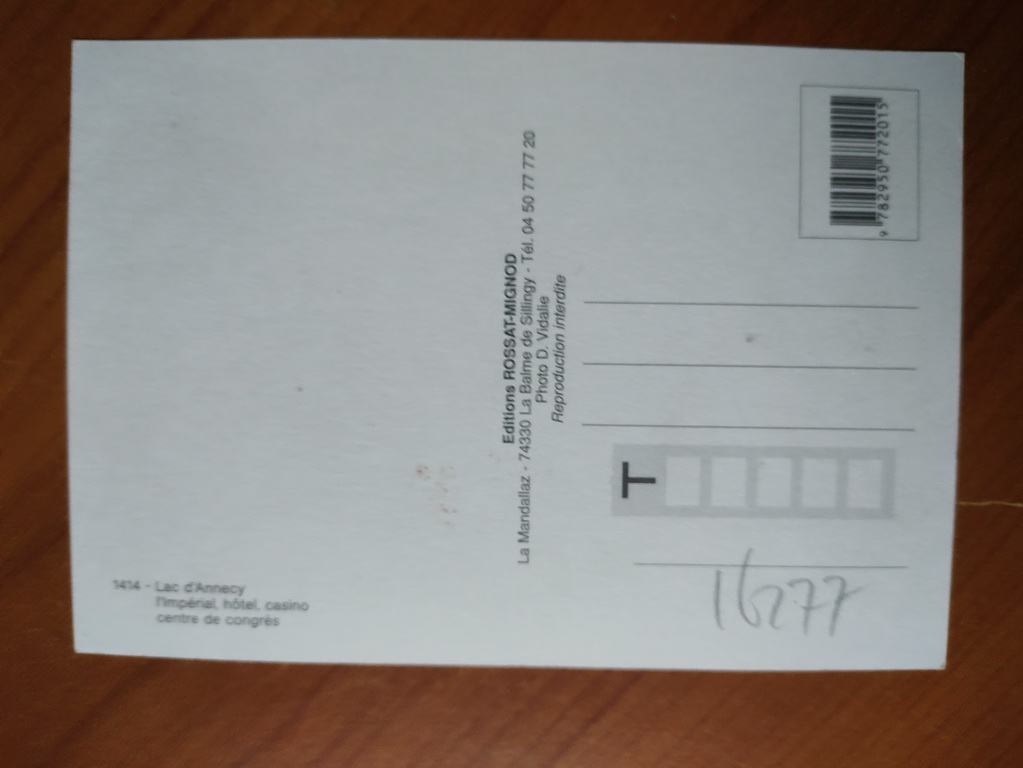 1414 - Lac d'Annecy
l'impérial, hôtel, casino
centre de congrès
Editions ROSSAT-MIGNOD
La Mandallaz - 74330 La Balme de Sillingy - Tél. 04 50 77 77 20
Photo D. Vidalie
Reproduction interdite
T
16277
9 782950 772015